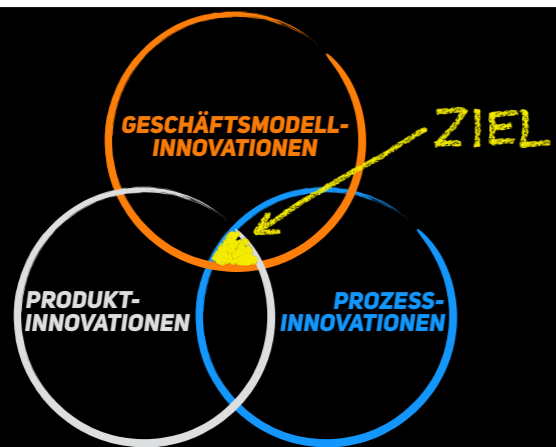 GESCHÄFTSMODELL-
INNOVATIONEN
ZIEL
PRODUKT-
INNOVATIONEN
PROZESS-
INNOVATIONEN